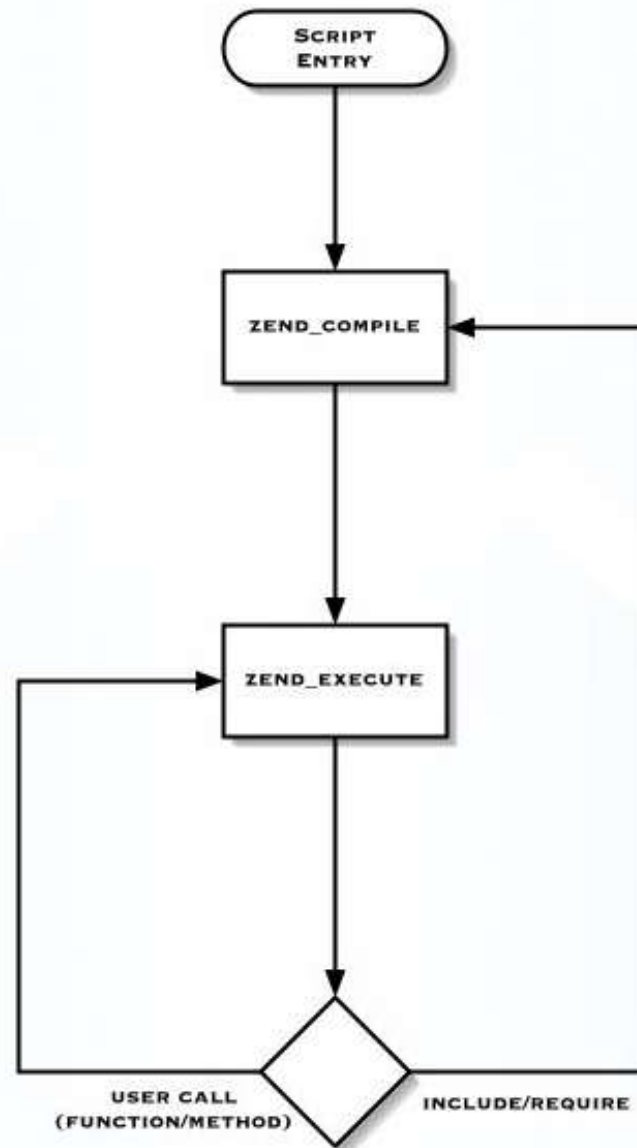 SCRIPT
ENTRY
ZEND_COMPILE
ZEND_EXECUTE
USER CALL
(FUNCTION/METHOD)
INCLUDE/REQUIRE